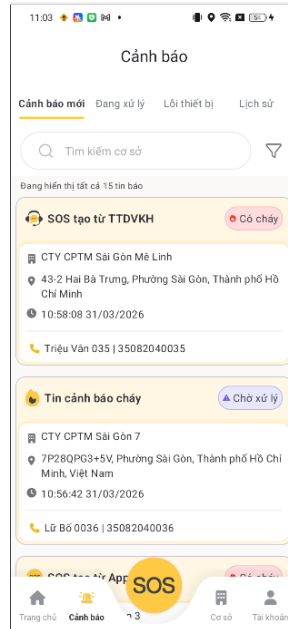 11:03
Cảnh báo
Cảnh báo mới Đang xử lý Lỗi thiết bị Lịch sử
Tìm kiếm cơ sở
Đang hiển thị tất cả 15 tin báo
SOS tạo từ TTDVKH Có cháy
CTY CPTM Sài Gòn Mê Linh
43-2 Hai Bà Trưng, Phường Sài Gòn, Thành phố Hồ
Chí Minh
10:58:08 31/03/2026
Triệu Vân 035 | 35082040035
Tin cảnh báo cháy Chờ xử lý
CTY CPTM Sài Gòn 7
7P28QPG3+5V, Phường Sài Gòn, Thành phố Hồ Chí
Minh, Việt Nam
10:56:42 31/03/2026
Lữ Bố 0036 | 35082040036
SOS tạo từ App Có cháy
SOS
n 3
Trang chủ Cảnh báo Cơ sở Tài khoản